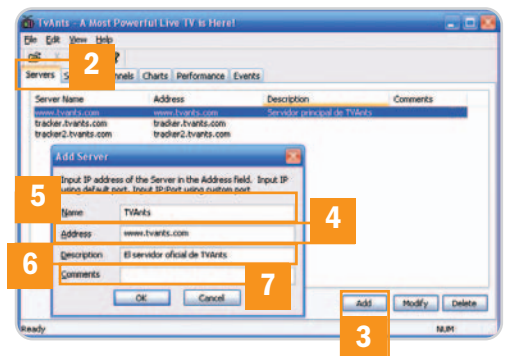 TvAnts - A Most Powerful Live TV is Here!
File Edit View Help
2
Servers Charts Performance Events
Server Name Address Description Comments
www.tvants.com www.tvants.com Servidor principal de TVAnts
tracker.tvants.com tracker.tvants.com
tracker2.tvants.com tracker2.tvants.com
Add Server
Input IP address of the Server in the Address field. Input IP
using default port. Input IP:Port using custom port
5
Name TVAnts
4
Address www.tvants.com
Description El servidor oficial de TVAnts
6
Comments
7
OK Cancel
Add Modify Delete
3
Ready NUM